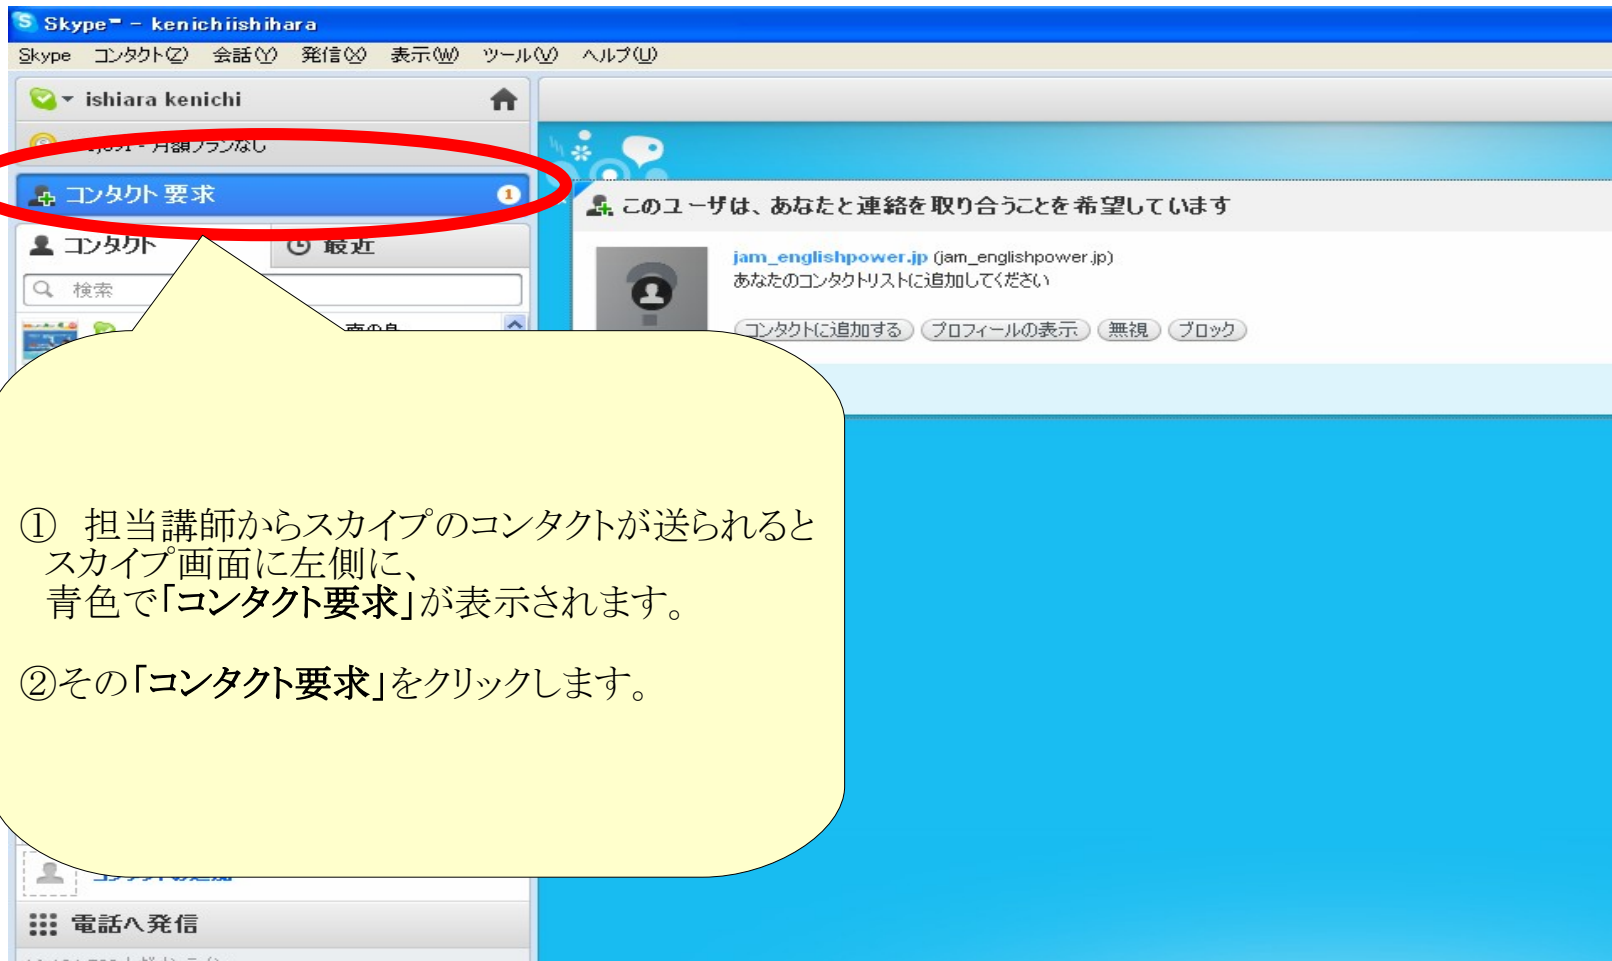 Skype™ - kenichiishihara
Skype コンタクト(Z) 会話(Y) 発信(X) 表示(W) ツール(V) ヘルプ(U)
ishiara kenichi
月額プランなし
コンタクト要求 1
コンタクト 最近
検索
このユーザは、あなたと連絡を取り合うことを希望しています
jam_englishpower.jp (jam_englishpower.jp)
あなたのコンタクトリストに追加してください
コンタクトに追加する プロフィールの表示 無視 ブロック
① 担当講師からスカイプのコンタクトが送られると
スカイプ画面に左側に、
青色で「コンタクト要求」が表示されます。
②その「コンタクト要求」をクリックします。
電話へ発信